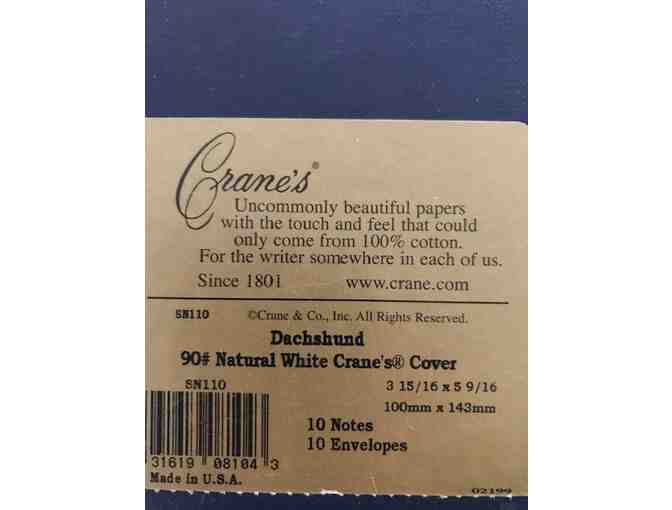 Crane's®
Uncommonly beautiful papers
with the touch and feel that could
only come from 100% cotton.
For the writer somewhere in each of us.
Since 1801 www.crane.com
SN110 ©Crane & Co., Inc. All Rights Reserved.
Dachshund
90# Natural White Crane's® Cover
SN110 3 15/16 x 5 9/16
100mm x 143mm
10 Notes
10 Envelopes
31619 08104 3
Made in U.S.A.
02199